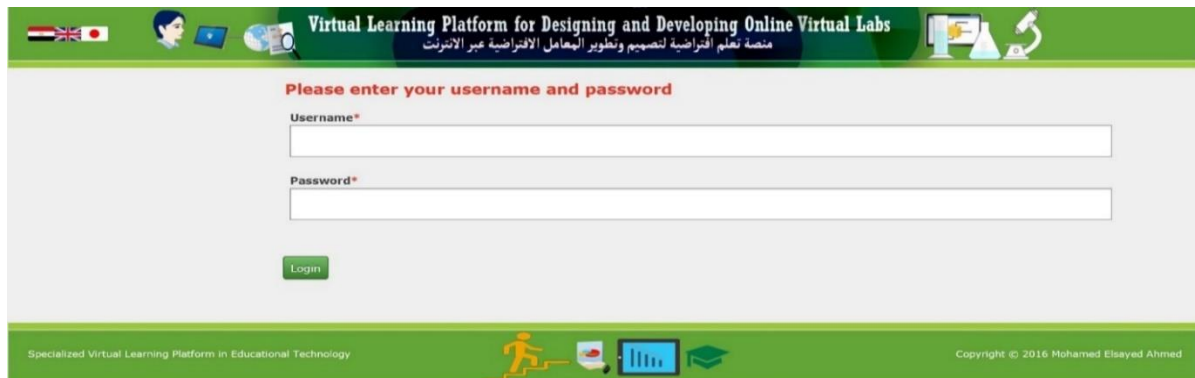 Virtual Learning Platform for Designing and Developing Online Virtual Labs
منصة تعلم افتراضية لتصميم وتطوير المعامل الافتراضية عبر الانترنت
Please enter your username and password
Username*
Password*
Login
Specialized Virtual Learning Platform in Educational Technology
Copyright © 2016 Mohamed Elsayed Ahmed